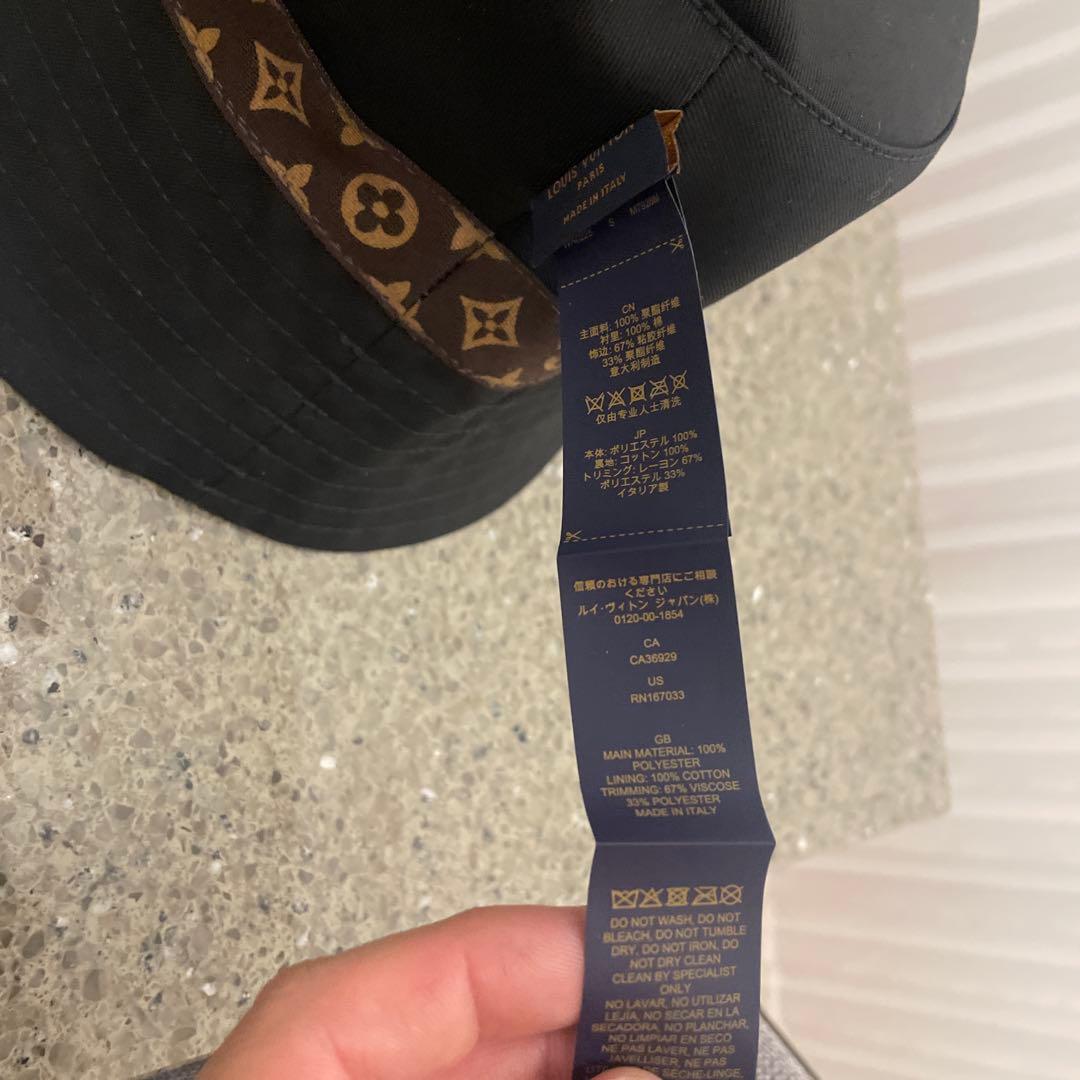 LOUIS VUITTON
PARIS
MADE IN ITALY
S
CN
主面料: 100% 聚酯纤维
衬里: 100% 棉
饰边: 67% 粘胶纤维
33% 聚酯纤维
意大利制造
仅由专业人士清洗
JP
本体: ポリエステル 100%
裏地: コットン 100%
トリミング: レーヨン 67%
ポリエステル 33%
イタリア製
信頼のおける専門店にご相談
ください
ルイ・ヴィトン ジャパン(株)
0120-00-1854
CA
CA36929
US
RN167033
GB
MAIN MATERIAL: 100%
POLYESTER
LINING: 100% COTTON
TRIMMING: 67% VISCOSE
33% POLYESTER
MADE IN ITALY
DO NOT WASH, DO NOT
BLEACH, DO NOT TUMBLE
DRY, DO NOT IRON, DO
NOT DRY CLEAN
CLEAN BY SPECIALIST
ONLY
NO LAVAR, NO UTILIZAR
LEJÍA, NO SECAR EN LA
SECADORA, NO PLANCHAR,
NO LIMPIAR EN SECO
NE PAS LAVER, NE PAS
JAVELLISER, NE PAS
DE SÈCHE-LINGE,